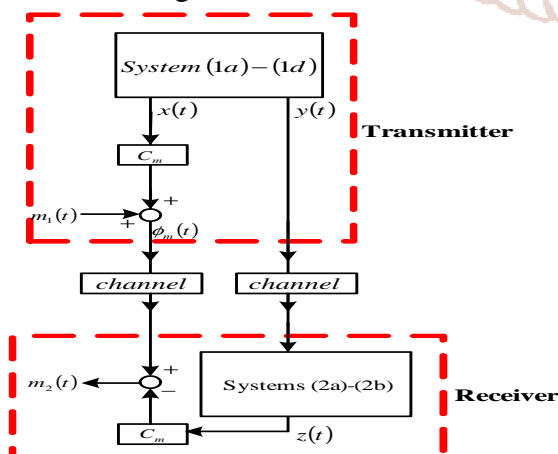 System (1a) – (1d)
x(t)
y(t)
Transmitter
C_m
+
m_1(t)
+
ϕ_m(t)
channel
channel
+
m_2(t)
−
Systems (2a)-(2b)
Receiver
C_m
z(t)